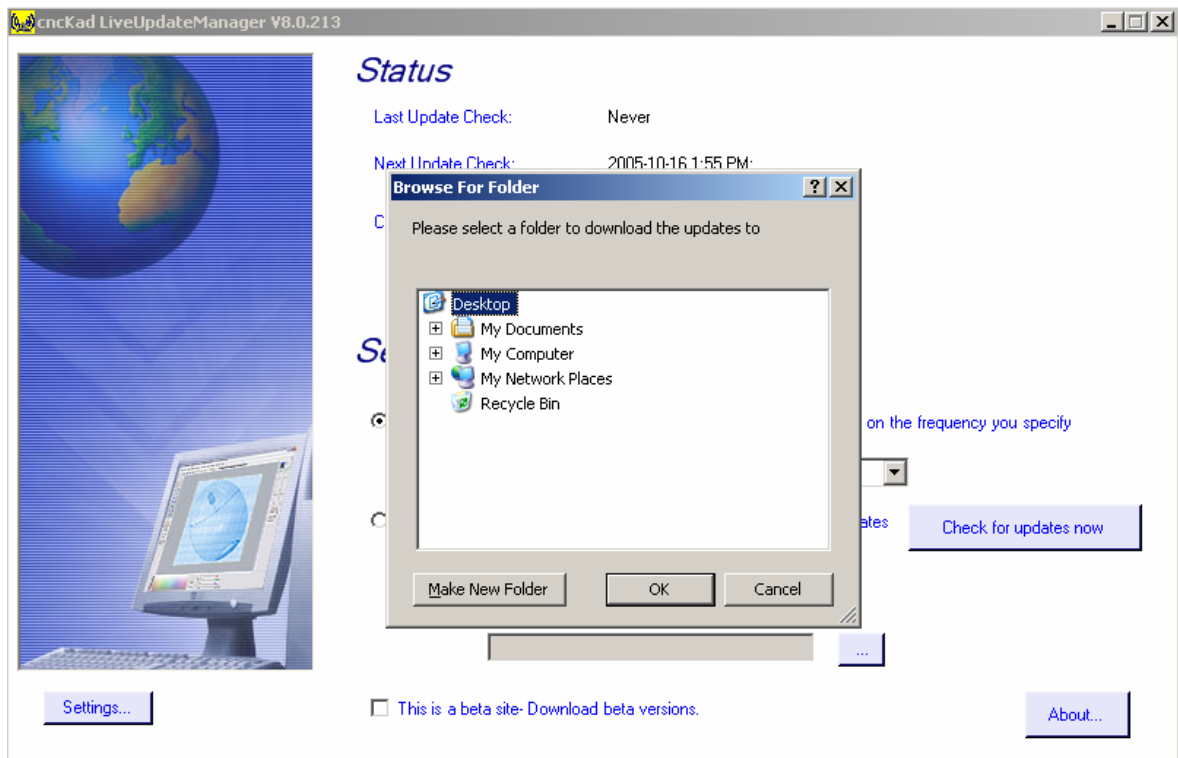 cncKad LiveUpdateManager V8.0.213
Status
Last Update Check: Never
Next Update Check: 2005-10-16 1:55 PM:
Browse For Folder
C
Please select a folder to download the updates to
Desktop
My Documents
Se
My Computer
My Network Places
Recycle Bin
on the frequency you specify
ates
Check for updates now
Make New Folder
OK
Cancel
...
Settings...
This is a beta site- Download beta versions.
About...